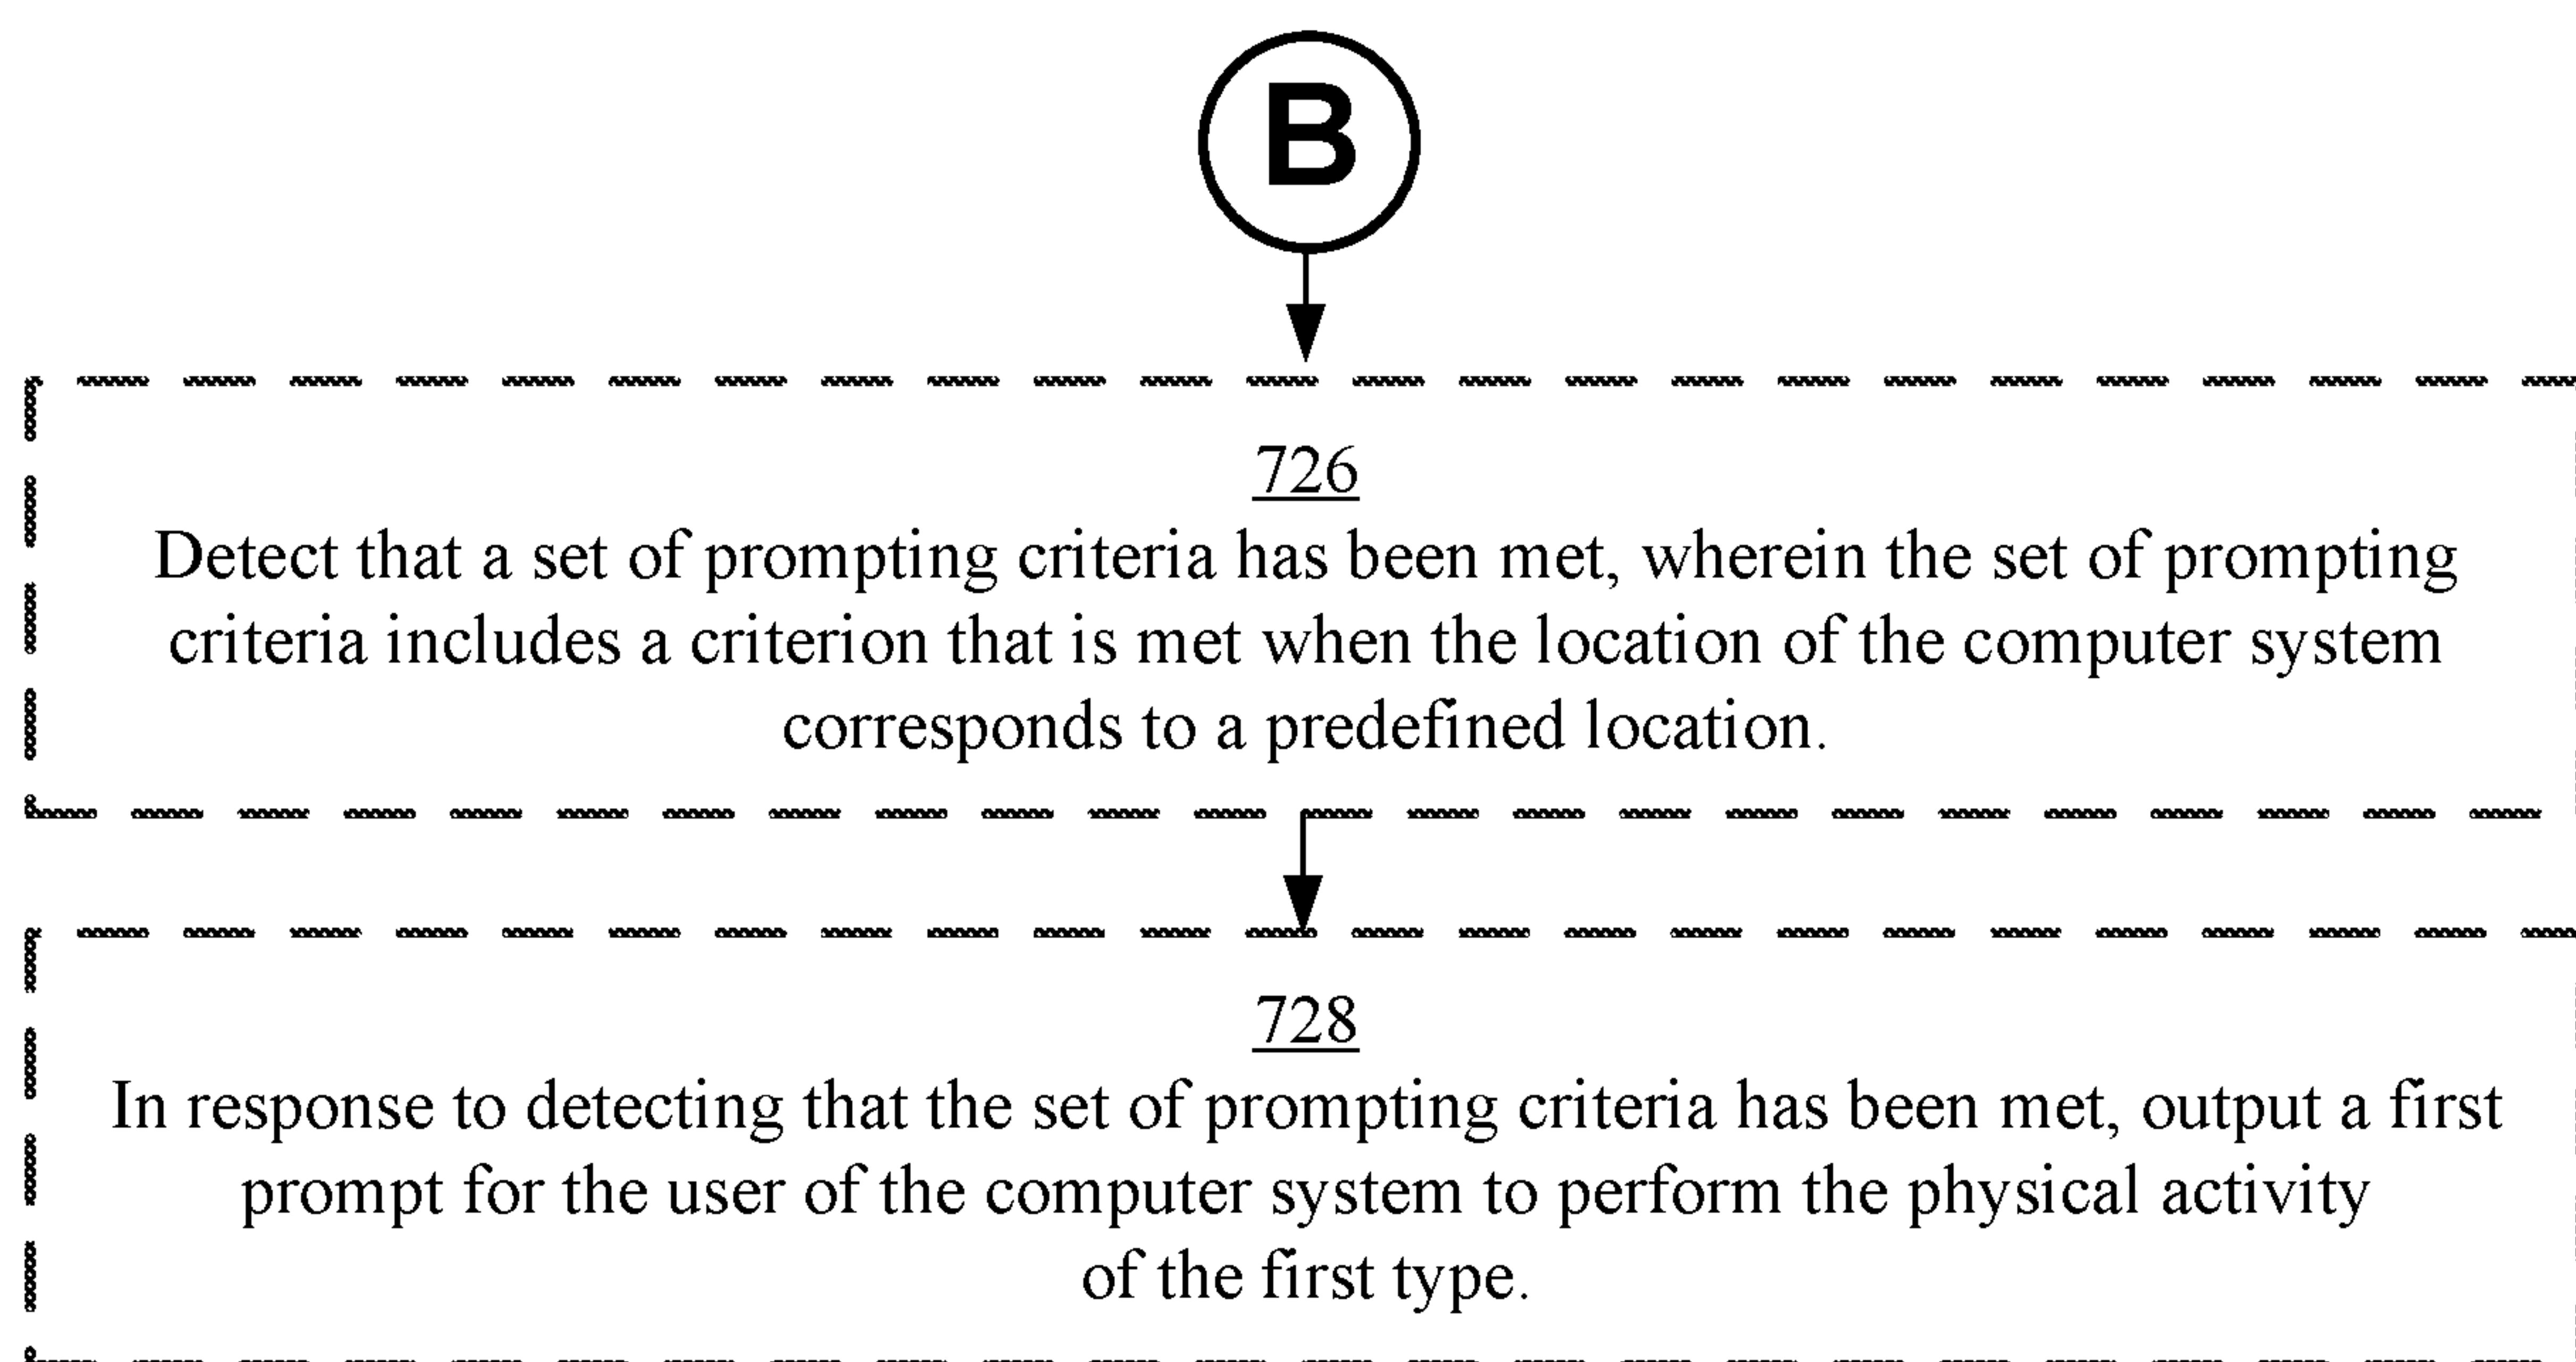 B
726
Detect that a set of prompting criteria has been met, wherein the set of prompting
criteria includes a criterion that is met when the location of the computer system
corresponds to a predefined location.
728
In response to detecting that the set of prompting criteria has been met, output a first
prompt for the user of the computer system to perform the physical activity
of the first type.